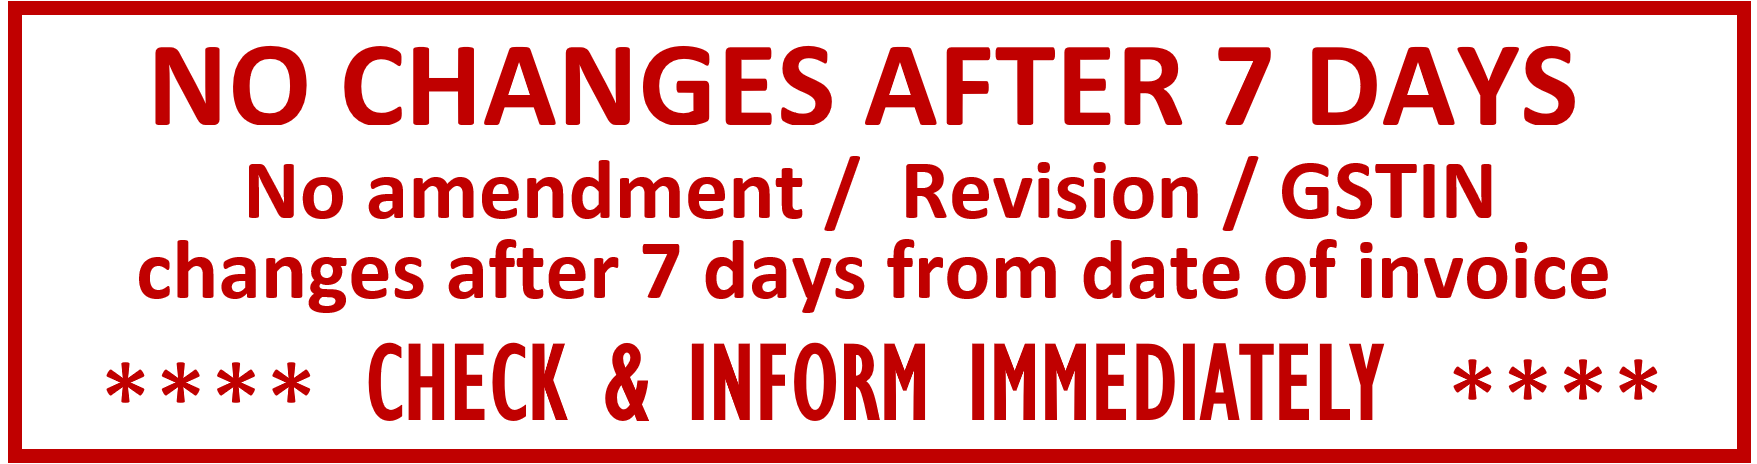 NO CHANGES AFTER 7 DAYS
No amendment /  Revision / GSTIN
changes after 7 days from date of invoice
**** CHECK & INFORM IMMEDIATELY ****